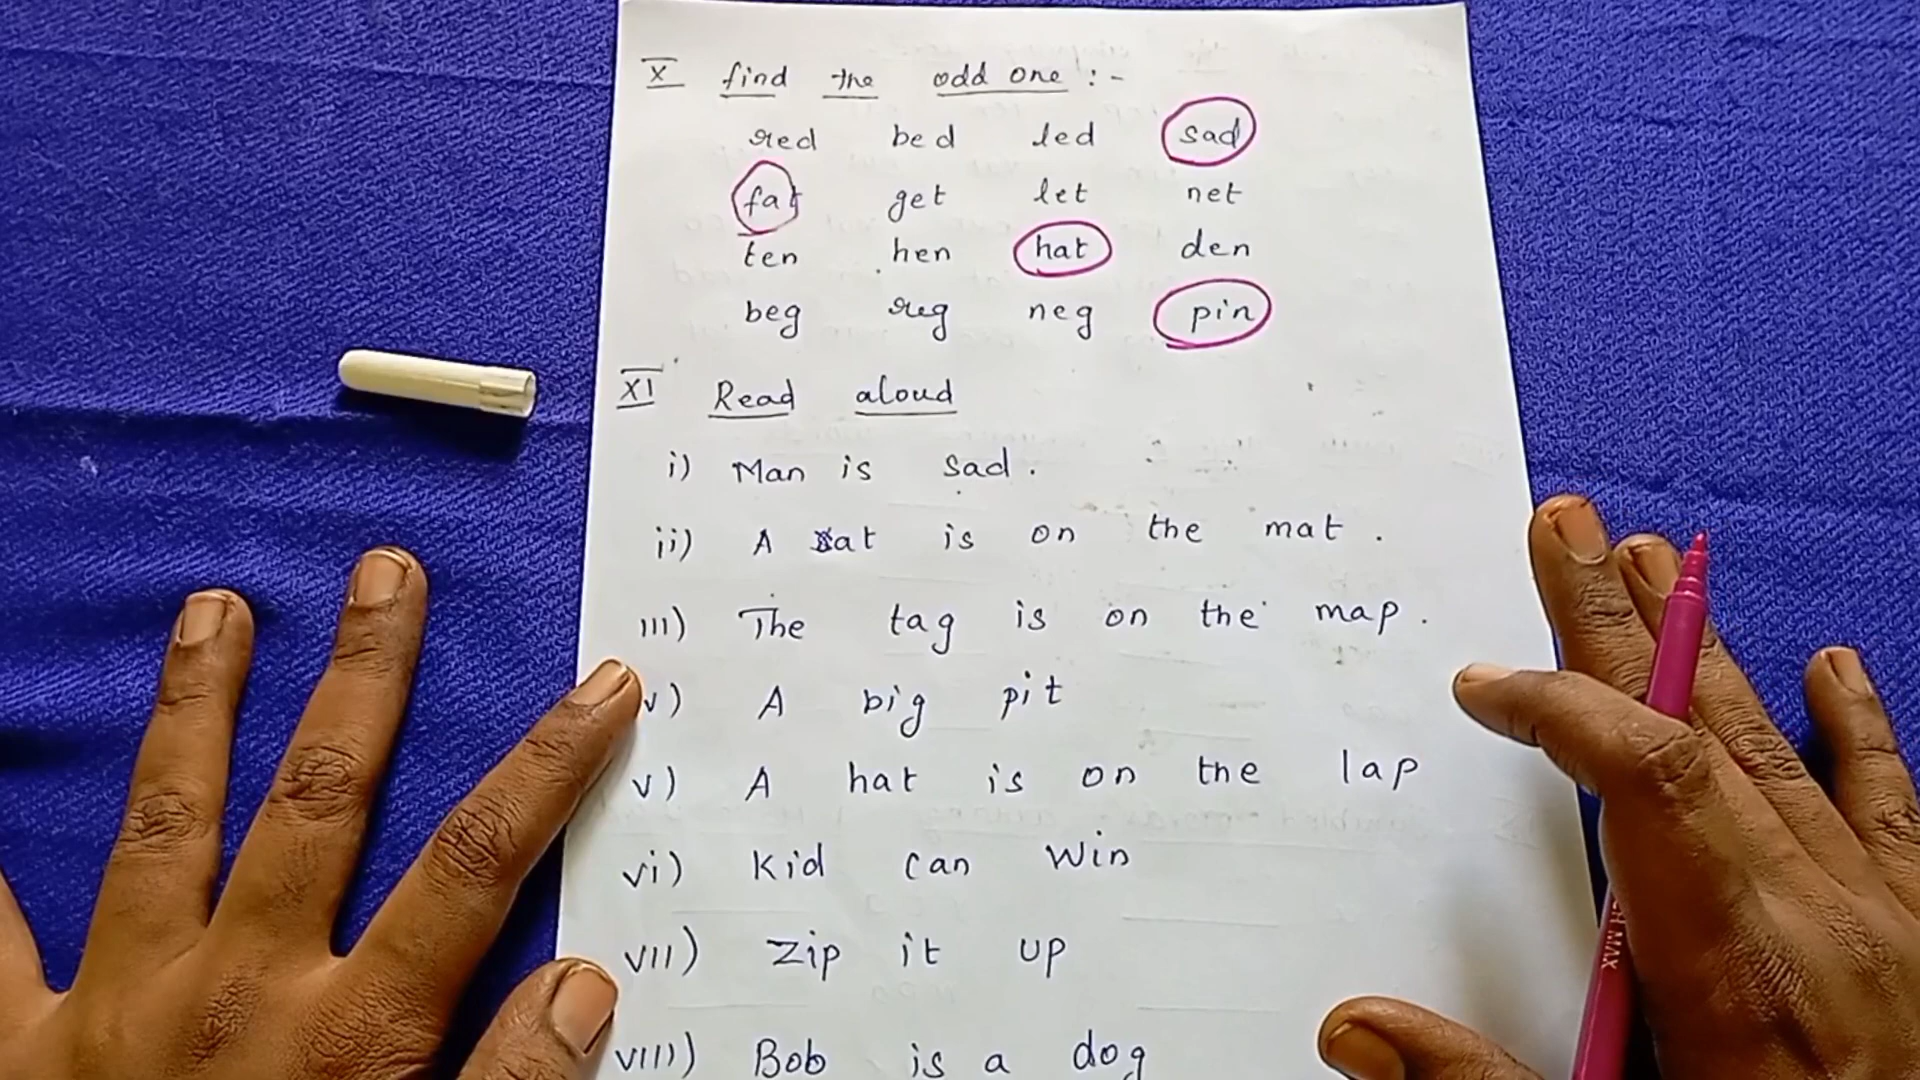 X find the odd one :-
red bed led sad
fat get let net
ten hen hat den
beg reg neg pin
XI Read aloud
i) Man is sad.
ii) A is on the mat.
iii) The tag is on the map.
v) A big pit
v) A hat is on the lap
vi) Kid can Win
vii) Zip it up
viii) Bob is a dog